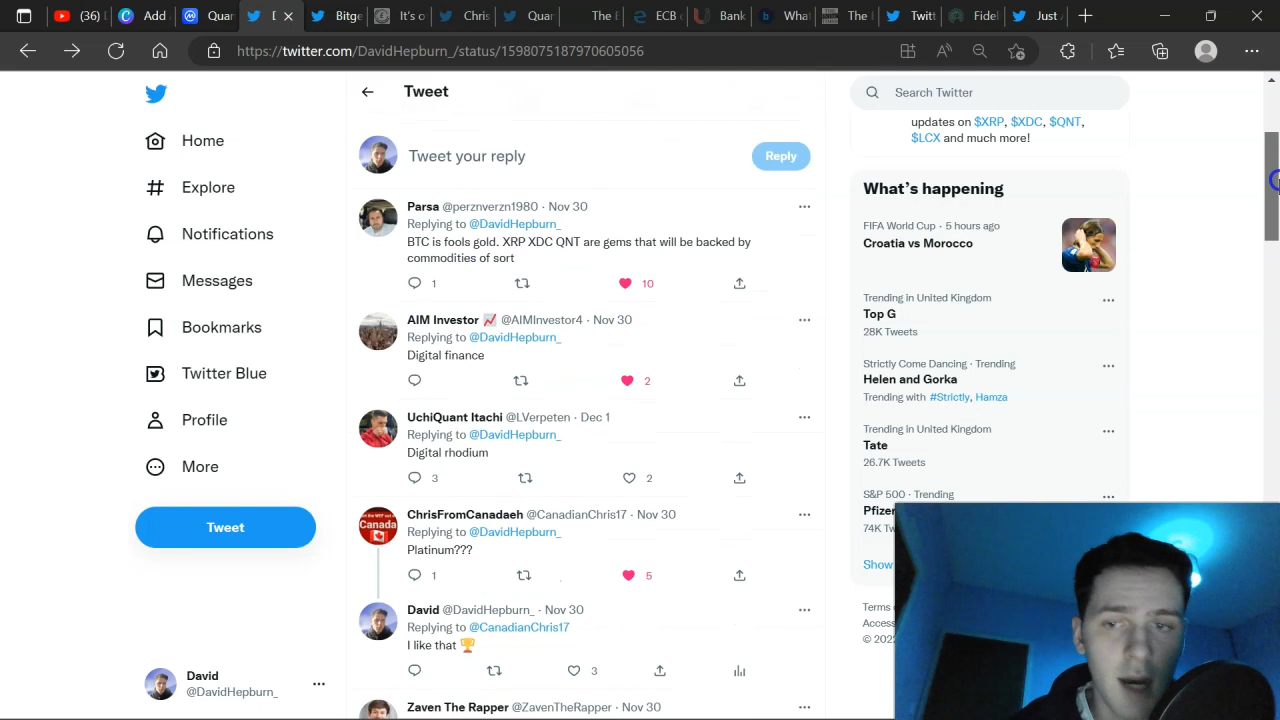 (36)
Add
Quar
Bitge
It's c
Chris
Quar
The E
ECB c
Bank
Wha
The
Twitt
Fidel
Just
https://twitter.com/DavidHepburn_/status/1598075187970605056
Home
Explore
Notifications
Messages
Bookmarks
Twitter Blue
Profile
More
Tweet
David
@DavidHepburn_
Tweet
Tweet your reply
Reply
Parsa @perznverzn1980 · Nov 30
Replying to @DavidHepburn_
BTC is fools gold. XRP XDC QNT are gems that will be backed by
commodities of sort
1 10
AIM Investor 📈 @AIMInvestor4 · Nov 30
Replying to @DavidHepburn_
Digital finance
2
UchiQuant Itachi @LVerpeten · Dec 1
Replying to @DavidHepburn_
Digital rhodium
3 2
ChrisFromCanadaeh @CanadianChris17 · Nov 30
Replying to @DavidHepburn_
Platinum???
1 5
David @DavidHepburn_ · Nov 30
Replying to @CanadianChris17
I like that 🏆
3
Zaven The Rapper @ZavenTheRapper · Nov 30
Canada
Search Twitter
updates on $XRP, $XDC, $QNT,
$LCX and much more!
What's happening
FIFA World Cup · 5 hours ago
Croatia vs Morocco
Trending in United Kingdom
Top G
28K Tweets
Strictly Come Dancing · Trending
Helen and Gorka
Trending with #Strictly, Hamza
Trending in United Kingdom
Tate
26.7K Tweets
S&P 500 · Trending
Pfizer
74K Tw
Show
Terms
Access
© 2022